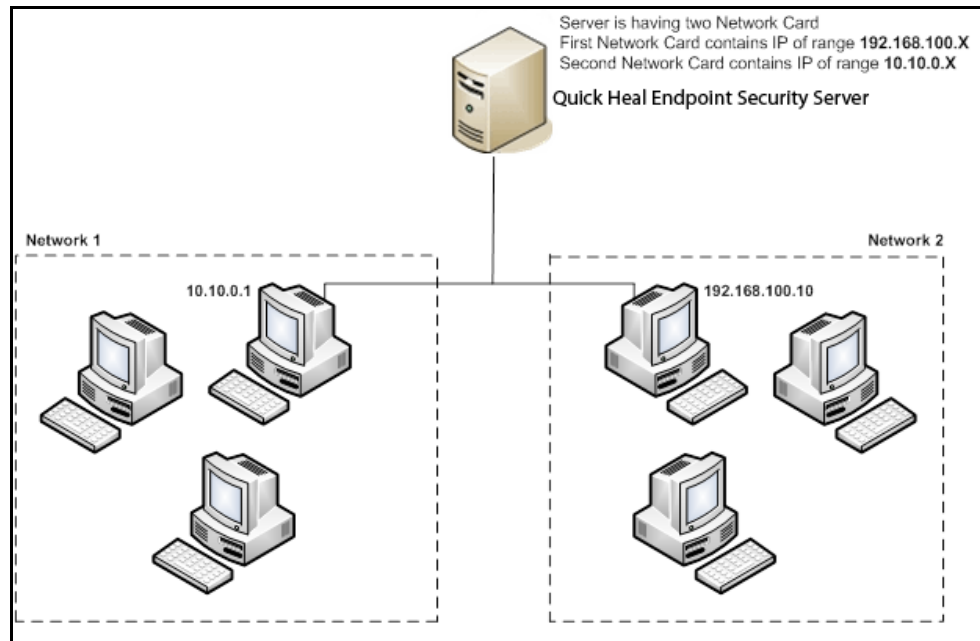 Server is having two Network Card
First Network Card contains IP of range 192.168.100.X
Second Network Card contains IP of range 10.10.0.X
Quick Heal Endpoint Security Server
Network 1
Network 2
10.10.0.1
192.168.100.10